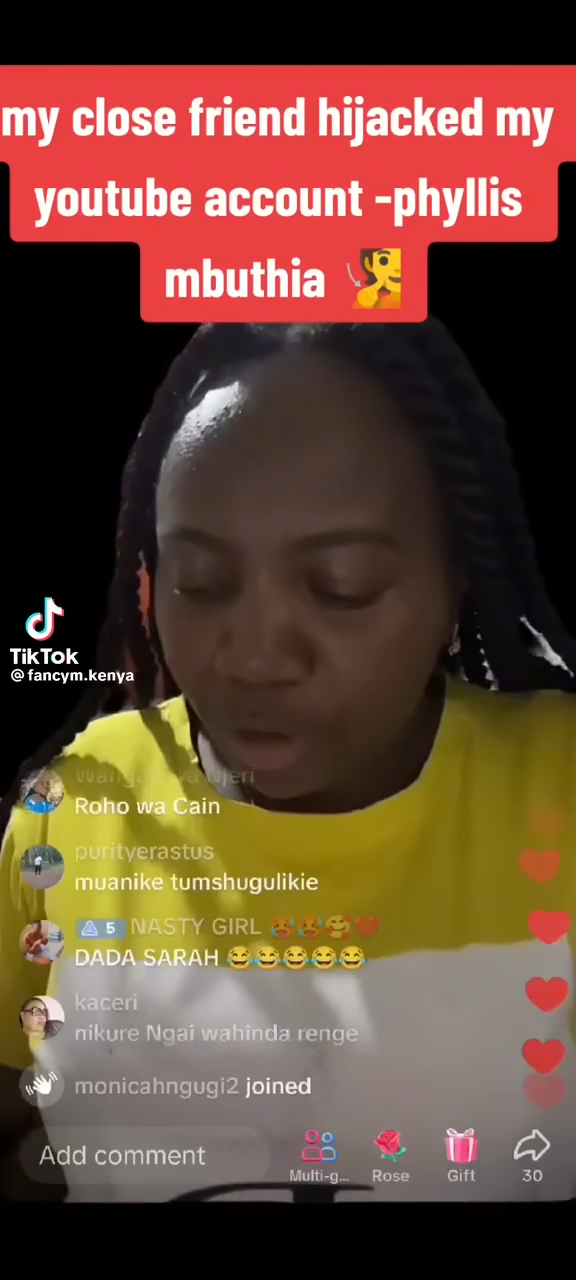 my close friend hijacked my
youtube account -phyllis
mbuthia
TikTok
@fancym.kenya
Roho wa Cain
purityerastus
muanike tumshugulikie
5 NASTY GIRL
DADA SARAH
kaceri
nikure Ngai wahinda renge
monicahngugi2 joined
Add comment
Multi-g...
Rose
Gift
30